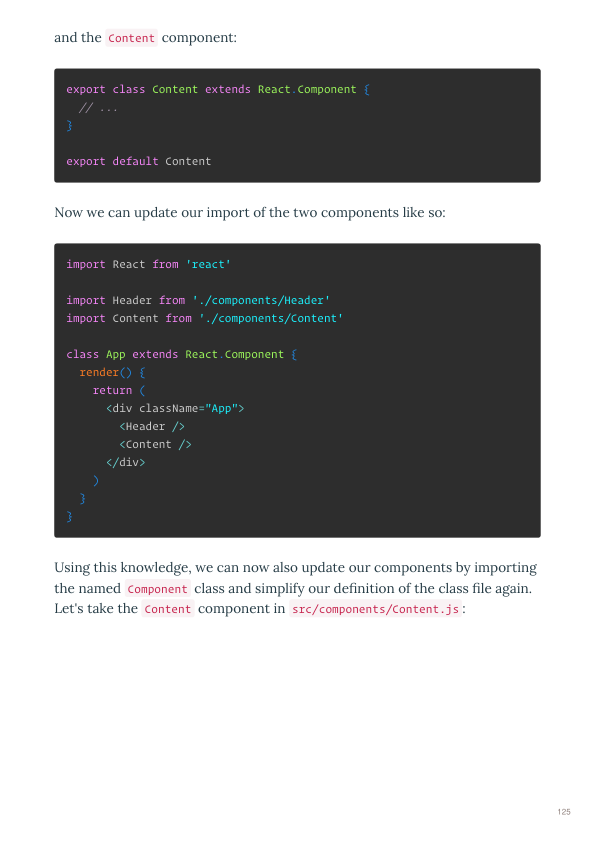 and the Content component:
export class Content extends React.Component {
  // ...
}

export default Content
Now we can update our import of the two components like so:
import React from 'react'

import Header from './components/Header'
import Content from './components/Content'

class App extends React.Component {
  render() {
    return (
      <div className="App">
        <Header />
        <Content />
      </div>
    )
  }
}
Using this knowledge, we can now also update our components by importing
the named Component class and simplify our definition of the class file again.
Let's take the Content component in src/components/Content.js:
125